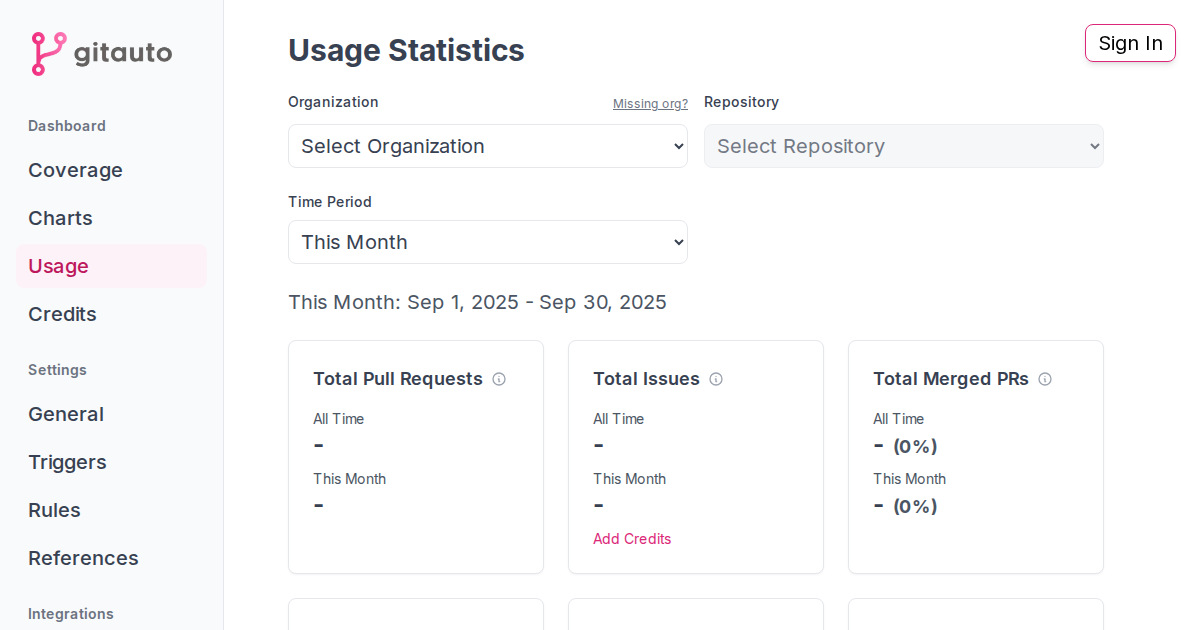 gitauto
Dashboard
Coverage
Charts
Usage
Credits
Settings
General
Triggers
Rules
References
Integrations
Usage Statistics
Sign In
Organization
Missing org?
Repository
Select Organization
Select Repository
Time Period
This Month
This Month: Sep 1, 2025 - Sep 30, 2025
Total Pull Requests
All Time
-
This Month
-
Total Issues
All Time
-
This Month
-
Add Credits
Total Merged PRs
All Time
- (0%)
This Month
- (0%)